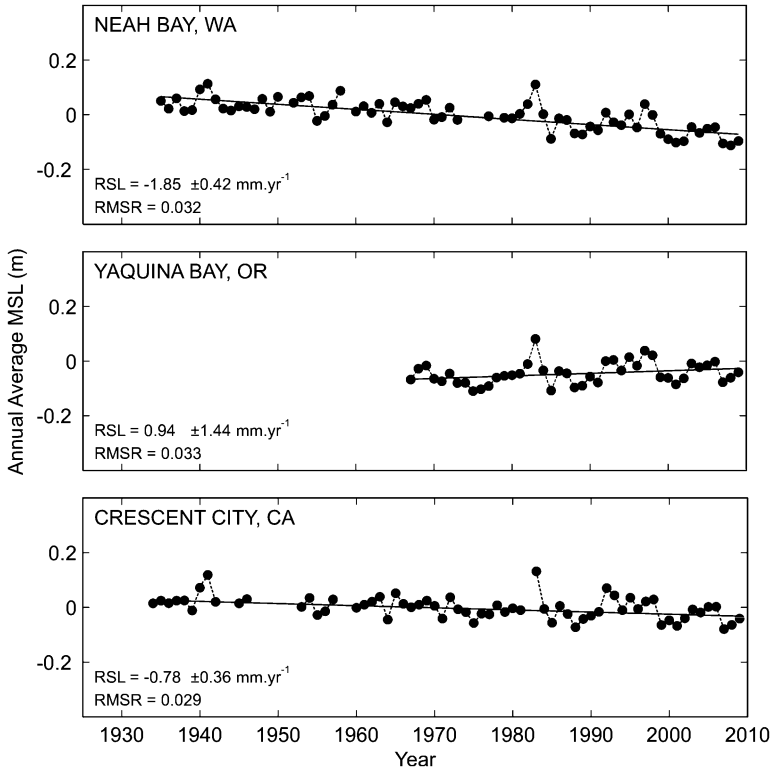 NEAH BAY, WA
0.2
0
-0.2
RSL = -1.85 ±0.42 mm.yr-1
RMSR = 0.032
YAQUINA BAY, OR
0.2
0
-0.2
RSL = 0.94 ±1.44 mm.yr-1
RMSR = 0.033
Annual Average MSL (m)
CRESCENT CITY, CA
0.2
0
-0.2
RSL = -0.78 ±0.36 mm.yr-1
RMSR = 0.029
1930 1940 1950 1960 1970 1980 1990 2000 2010
Year